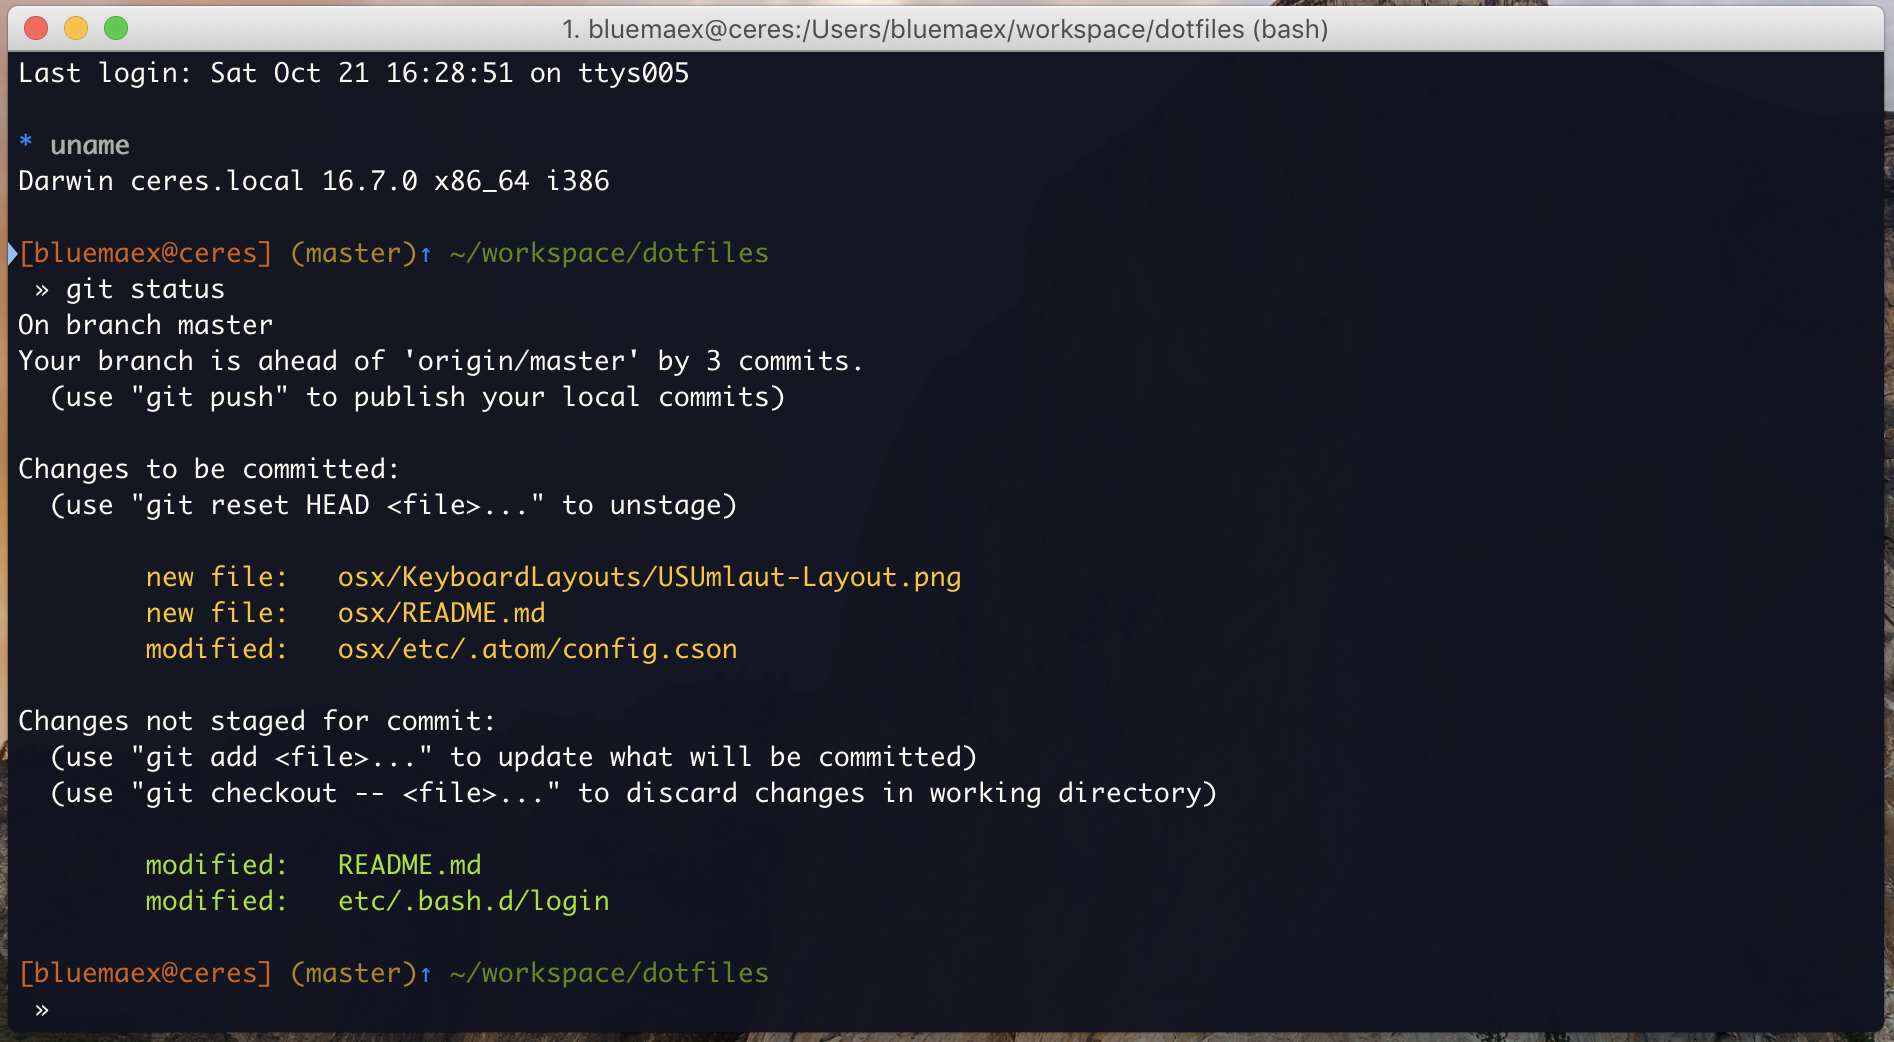 1. bluemaex@ceres:/Users/bluemaex/workspace/dotfiles (bash)
Last login: Sat Oct 21 16:28:51 on ttys005
* uname
Darwin ceres.local 16.7.0 x86_64 i386
[bluemaex@ceres] (master)↑ ~/workspace/dotfiles
» git status
On branch master
Your branch is ahead of 'origin/master' by 3 commits.
(use "git push" to publish your local commits)
Changes to be committed:
(use "git reset HEAD <file>..." to unstage)
new file:   osx/KeyboardLayouts/USUmlaut-Layout.png
new file:   osx/README.md
modified:   osx/etc/.atom/config.cson
Changes not staged for commit:
(use "git add <file>..." to update what will be committed)
(use "git checkout -- <file>..." to discard changes in working directory)
modified:   README.md
modified:   etc/.bash.d/login
[bluemaex@ceres] (master)↑ ~/workspace/dotfiles
»